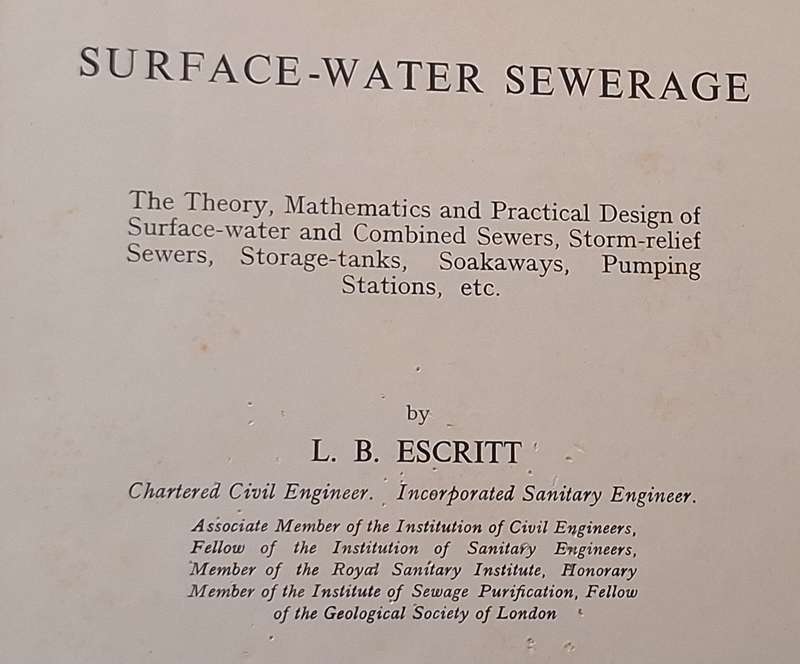 SURFACE-WATER SEWERAGE
The Theory, Mathematics and Practical Design of
Surface-water and Combined Sewers, Storm-relief
Sewers, Storage-tanks, Soakaways, Pumping
Stations, etc.
by
L. B. ESCRITT
Chartered Civil Engineer. Incorporated Sanitary Engineer.
Associate Member of the Institution of Civil Engineers,
Fellow of the Institution of Sanitary Engineers,
Member of the Royal Sanitary Institute, Honorary
Member of the Institute of Sewage Purification, Fellow
of the Geological Society of London